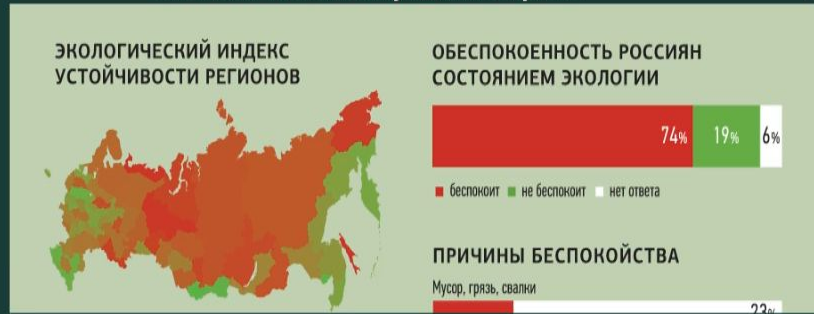 ЭКОЛОГИЧЕСКИЙ ИНДЕКС
УСТОЙЧИВОСТИ РЕГИОНОВ
ОБЕСПОКОЕННОСТЬ РОССИЯН
СОСТОЯНИЕМ ЭКОЛОГИИ
74% 19% 6%
беспокоит не беспокоит нет ответа
ПРИЧИНЫ БЕСПОКОЙСТВА
Мусор, грязь, свалки
23%